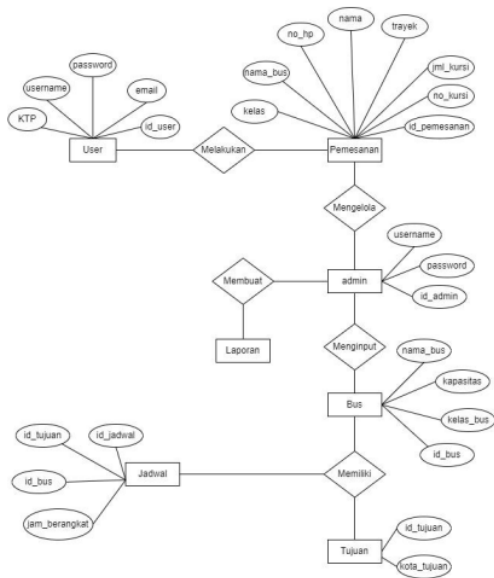 nama
no_hp
trayek
password
jml_kursi
nama_bus
username
email
no_kursi
kelas
KTP
id_user
id_pemesanan
User
Melakukan
Pemesanan
Mengelola
username
password
Membuat
admin
id_admin
Laporan
Menginput
nama_bus
kapasitas
Bus
kelas_bus
id_tujuan
id_jadwal
id_bus
id_bus
Jadwal
Memiliki
jam_berangkat
id_tujuan
Tujuan
kota_tujuan